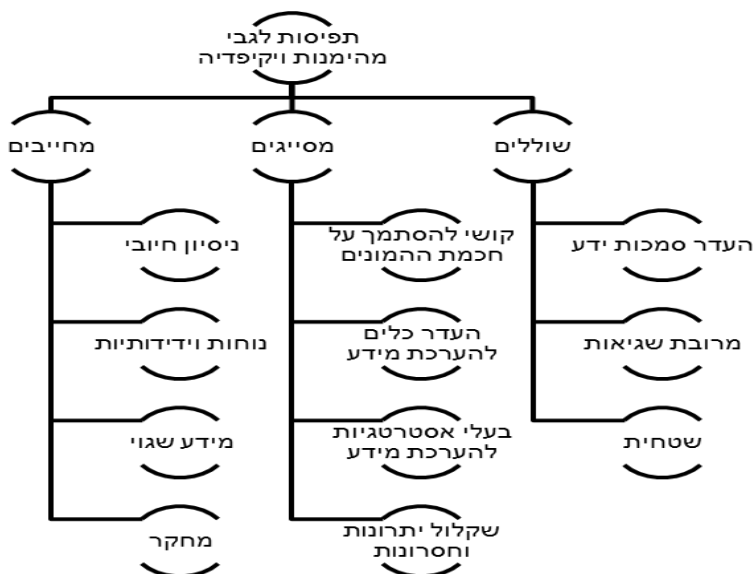 תפיסות לגבי
מהימנות ויקיפדיה
שוללים
מסייגים
מחייבים
העדר סמכות ידע
מרובת שגיאות
שטחית
קושי להסתמך על
חכמת ההמונים
העדר כלים
להערכת מידע
בעלי אסטרטגיות
להערכת מידע
שקלול יתרונות
וחסרונות
ניסיון חיובי
נוחות וידידותיות
מידע שגוי
מחקר